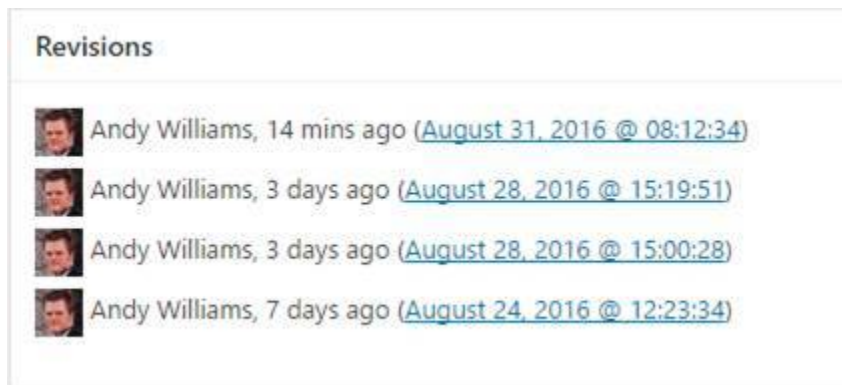 Revisions
Andy Williams, 14 mins ago (August 31, 2016 @ 08:12:34)
Andy Williams, 3 days ago (August 28, 2016 @ 15:19:51)
Andy Williams, 3 days ago (August 28, 2016 @ 15:00:28)
Andy Williams, 7 days ago (August 24, 2016 @ 12:23:34)